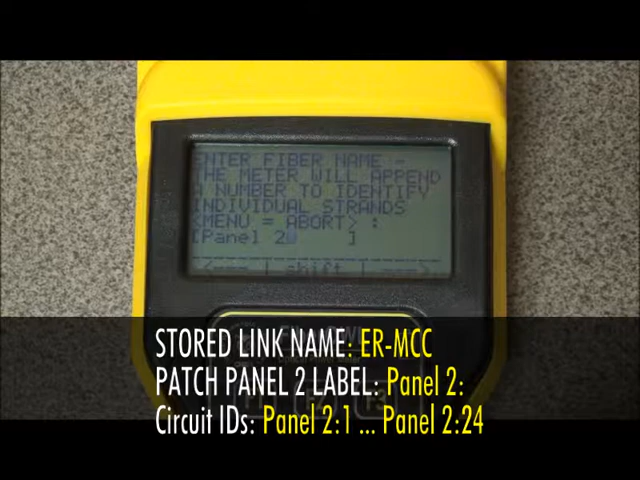 ENTER FIBER NAME -
THE METER WILL APPEND
A NUMBER TO IDENTIFY
INDIVIDUAL STRANDS
<MENU = ABORT> :
[Panel 2 ]
<--- | shift | --->
STORED LINK NAME: ER-MCC
PATCH PANEL 2 LABEL: Panel 2:
Circuit IDs: Panel 2:1 ... Panel 2:24